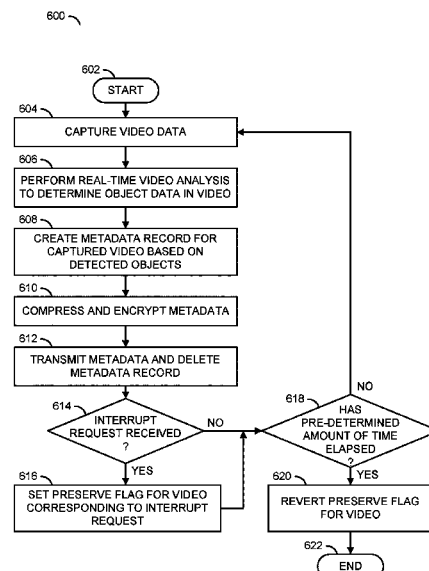 600
602
START
604
CAPTURE VIDEO DATA
606
PERFORM REAL-TIME VIDEO ANALYSIS
TO DETERMINE OBJECT DATA IN VIDEO
608
CREATE METADATA RECORD FOR
CAPTURED VIDEO BASED ON
DETECTED OBJECTS
610
COMPRESS AND ENCRYPT METADATA
612
TRANSMIT METADATA AND DELETE
METADATA RECORD
614
INTERRUPT
REQUEST RECEIVED
?
NO
YES
616
SET PRESERVE FLAG FOR VIDEO
CORRESPONDING TO INTERRUPT
REQUEST
618
NO
HAS
PRE-DETERMINED
AMOUNT OF TIME
ELAPSED
?
YES
620
REVERT PRESERVE FLAG
FOR VIDEO
622
END